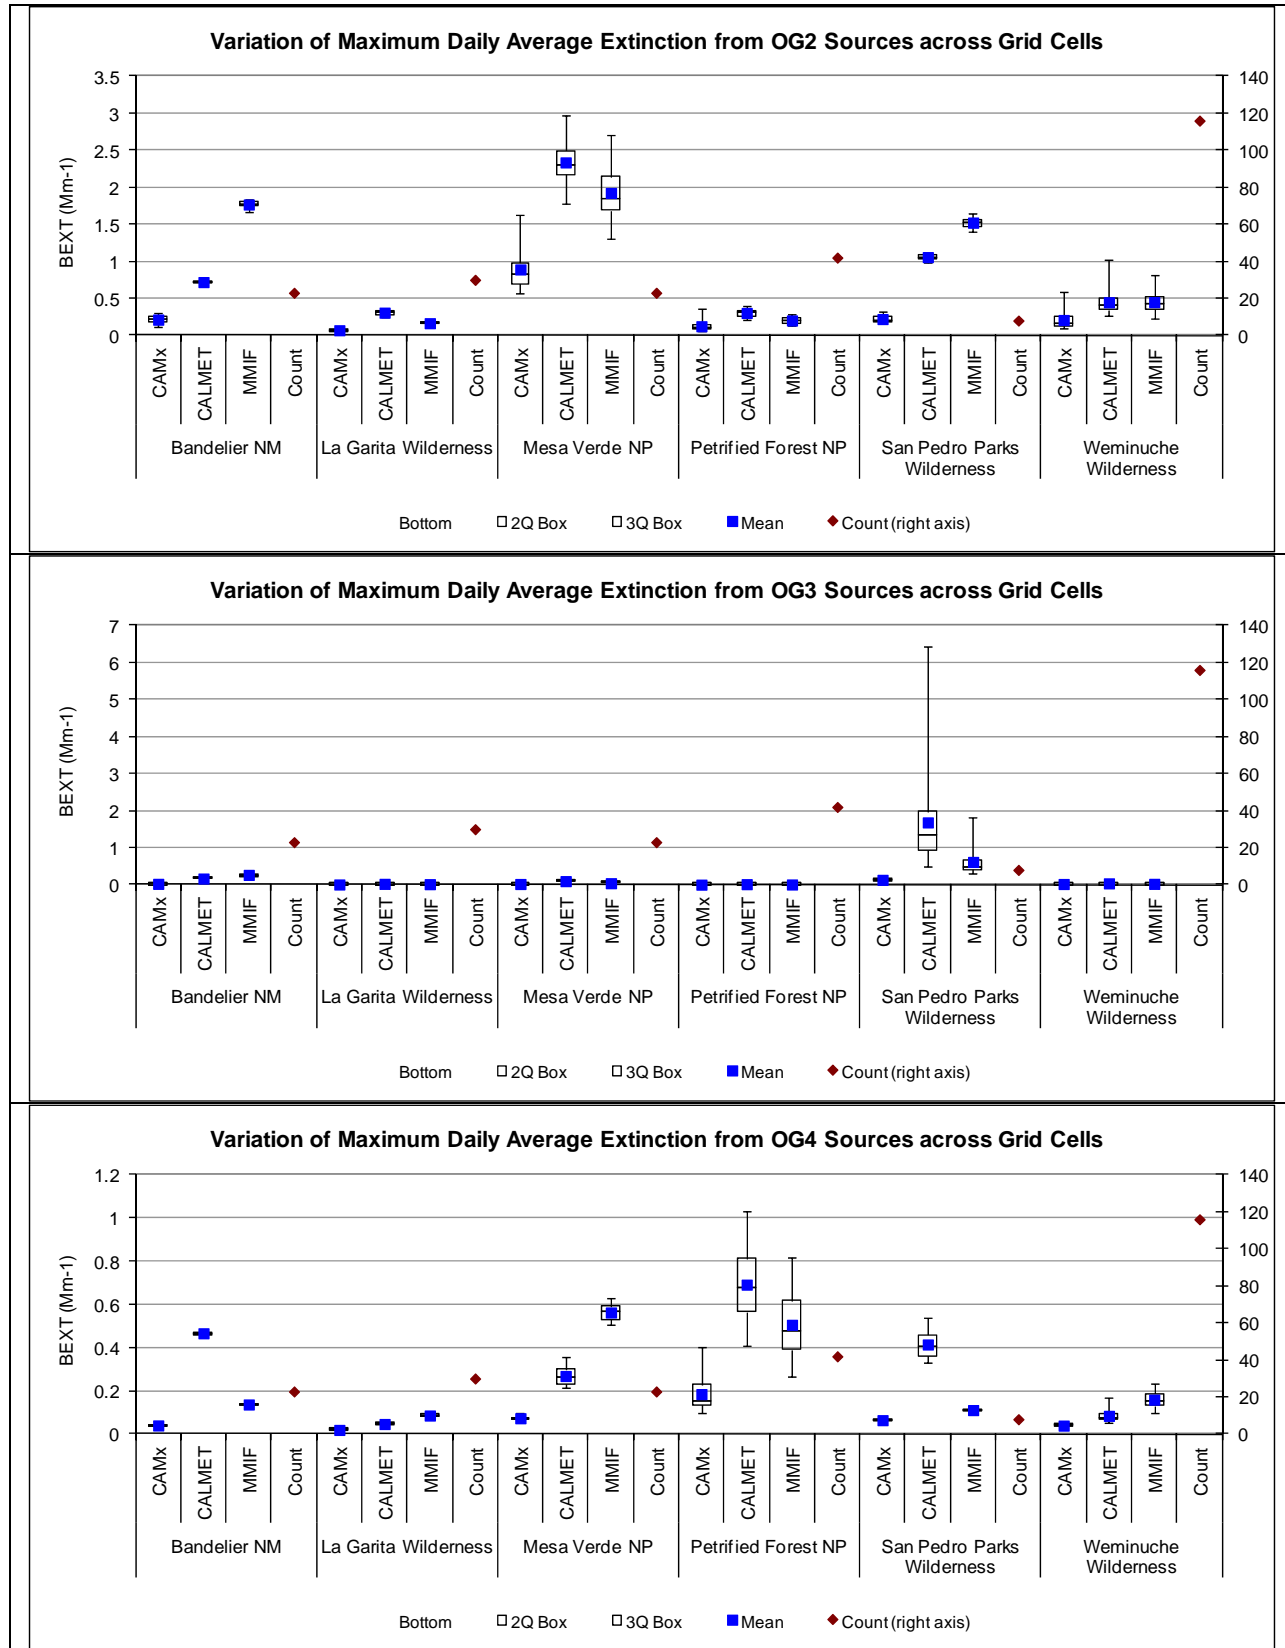 Variation of Maximum Daily Average Extinction from OG2 Sources across Grid Cells
BEXT (Mm-1)
3.5
3
2.5
2
1.5
1
0.5
0
140
120
100
80
60
40
20
0
CAMx CALMET MMIF Count CAMx CALMET MMIF Count CAMx CALMET MMIF Count CAMx CALMET MMIF Count CAMx CALMET MMIF Count CAMx CALMET MMIF Count
Bandelier NM La Garita Wilderness Mesa Verde NP Petrified Forest NP San Pedro Parks Weminuche
Wilderness Wilderness
Bottom 2Q Box 3Q Box Mean Count (right axis)
Variation of Maximum Daily Average Extinction from OG3 Sources across Grid Cells
BEXT (Mm-1)
7
6
5
4
3
2
1
0
140
120
100
80
60
40
20
0
CAMx CALMET MMIF Count CAMx CALMET MMIF Count CAMx CALMET MMIF Count CAMx CALMET MMIF Count CAMx CALMET MMIF Count CAMx CALMET MMIF Count
Bandelier NM La Garita Wilderness Mesa Verde NP Petrified Forest NP San Pedro Parks Weminuche
Wilderness Wilderness
Bottom 2Q Box 3Q Box Mean Count (right axis)
Variation of Maximum Daily Average Extinction from OG4 Sources across Grid Cells
BEXT (Mm-1)
1.2
1
0.8
0.6
0.4
0.2
0
140
120
100
80
60
40
20
0
CAMx CALMET MMIF Count CAMx CALMET MMIF Count CAMx CALMET MMIF Count CAMx CALMET MMIF Count CAMx CALMET MMIF Count CAMx CALMET MMIF Count
Bandelier NM La Garita Wilderness Mesa Verde NP Petrified Forest NP San Pedro Parks Weminuche
Wilderness Wilderness
Bottom 2Q Box 3Q Box Mean Count (right axis)